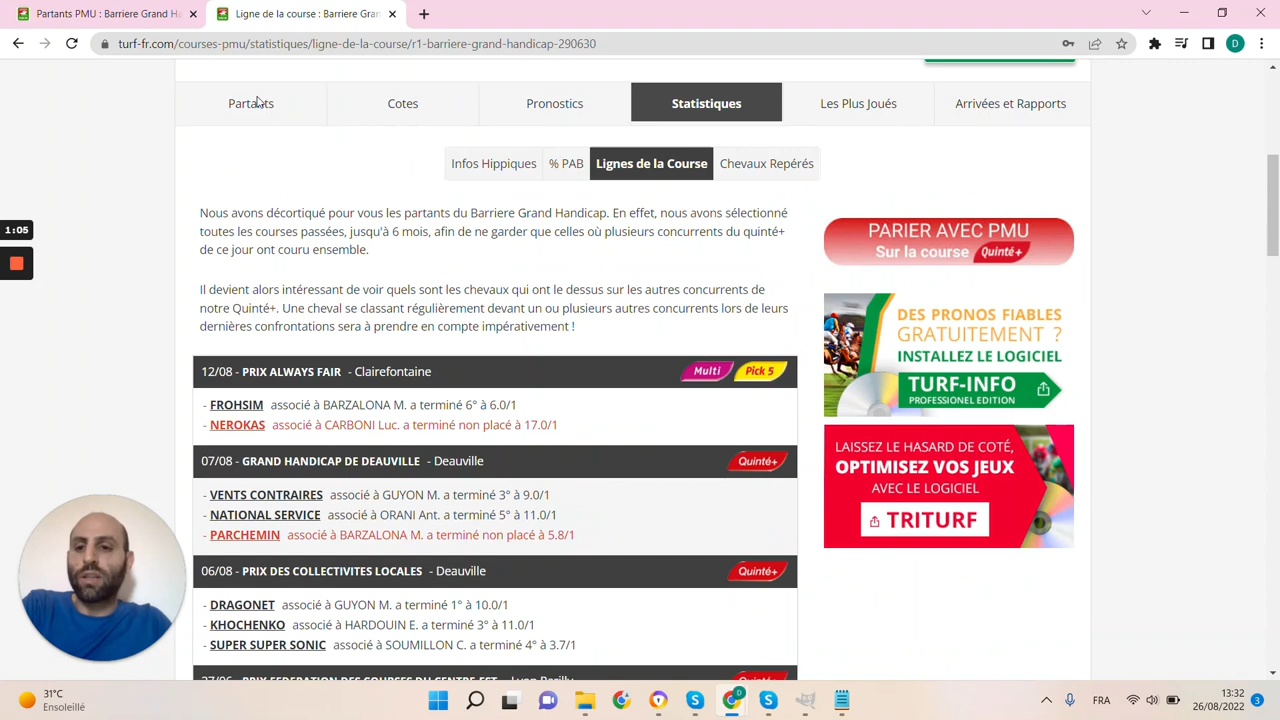 Partants PMU : Barriere Grand H
Ligne de la course : Barriere Gran
turf-fr.com/courses-pmu/statistiques/ligne-de-la-course/r1-barriere-grand-handicap-290630
D
Partants
Cotes
Pronostics
Statistiques
Les Plus Joués
Arrivées et Rapports
Infos Hippiques
% PAB
Lignes de la Course
Chevaux Repérés
Nous avons décortiqué pour vous les partants du Barriere Grand Handicap. En effet, nous avons sélectionné
toutes les courses passées, jusqu'à 6 mois, afin de ne garder que celles où plusieurs concurrents du quinté+
de ce jour ont couru ensemble.
Il devient alors intéressant de voir quels sont les chevaux qui ont le dessus sur les autres concurrents de
notre Quinté+. Une cheval se classant régulièrement devant un ou plusieurs autres concurrents lors de leurs
dernières confrontations sera à prendre en compte impérativement !
12/08 - PRIX ALWAYS FAIR - Clairefontaine
Multi
Pick 5
- FROHSIM associé à BARZALONA M. a terminé 6° à 6.0/1
- NEROKAS associé à CARBONI Luc. a terminé non placé à 17.0/1
07/08 - GRAND HANDICAP DE DEAUVILLE - Deauville
Quinté+
- VENTS CONTRAIRES associé à GUYON M. a terminé 3° à 9.0/1
- NATIONAL SERVICE associé à ORANI Ant. a terminé 5° à 11.0/1
- PARCHEMIN associé à BARZALONA M. a terminé non placé à 5.8/1
06/08 - PRIX DES COLLECTIVITES LOCALES - Deauville
Quinté+
- DRAGONET associé à GUYON M. a terminé 1° à 10.0/1
- KHOCHENKO associé à HARDOUIN E. a terminé 3° à 11.0/1
- SUPER SUPER SONIC associé à SOUMILLON C. a terminé 4° à 3.7/1
PARIER AVEC PMU
Sur la course Quinté+
DES PRONOS FIABLES
GRATUITEMENT ?
INSTALLEZ LE LOGICIEL
TURF-INFO
PROFESSIONEL EDITION
LAISSEZ LE HASARD DE COTÉ,
OPTIMISEZ VOS JEUX
AVEC LE LOGICIEL
TRITURF
1:05
31°C
Ensoleillé
FRA
13:32
26/08/2022
3